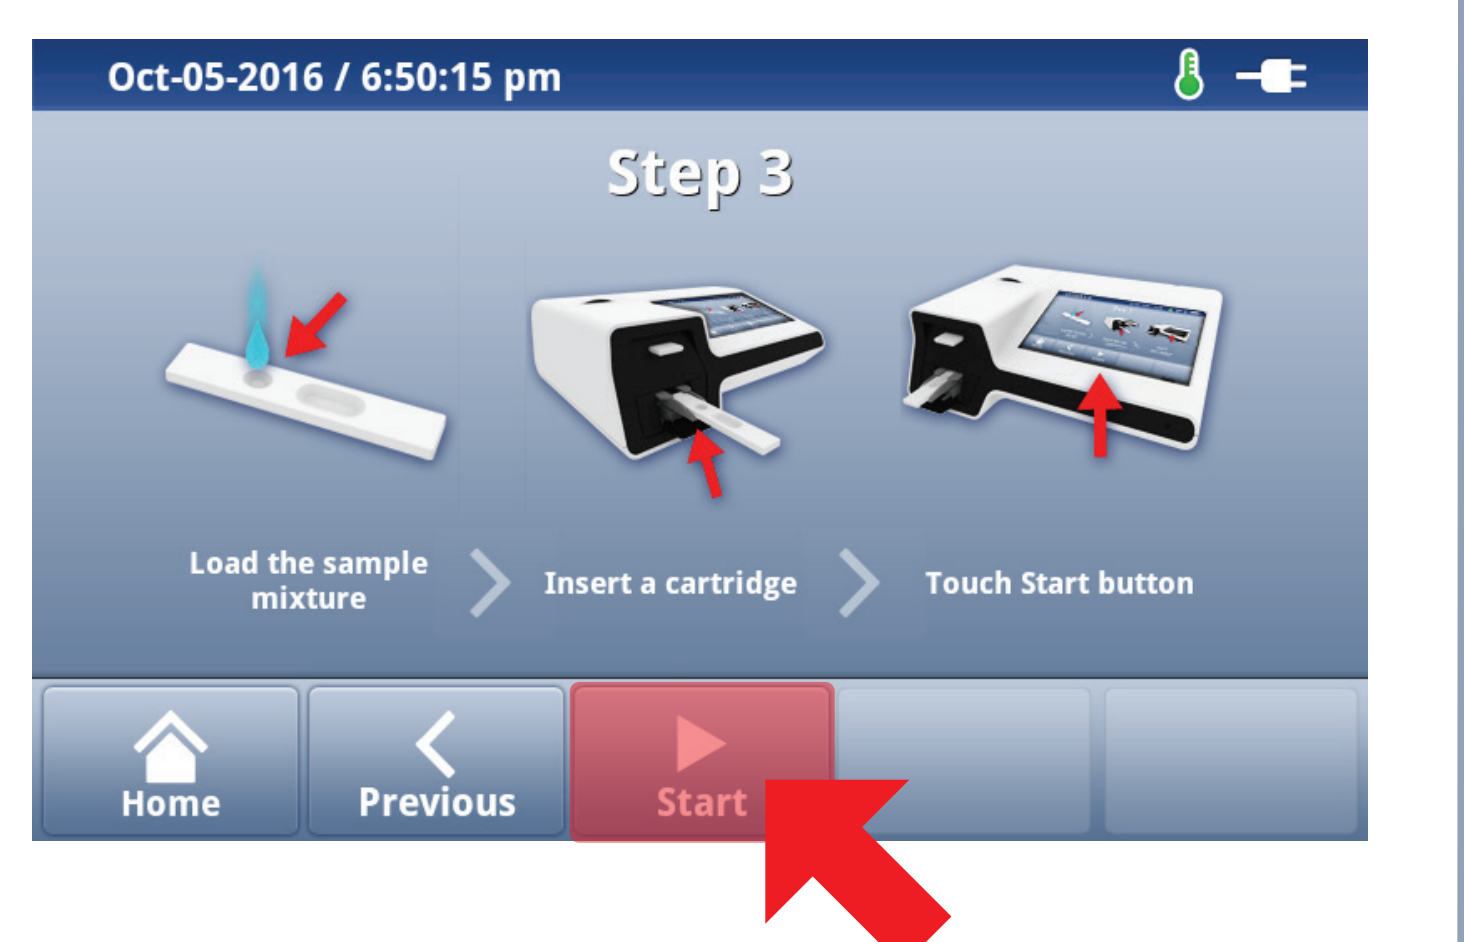 Oct-05-2016 / 6:50:15 pm
Step 3
Load the sample
mixture
Insert a cartridge
Touch Start button
Home
Previous
Start